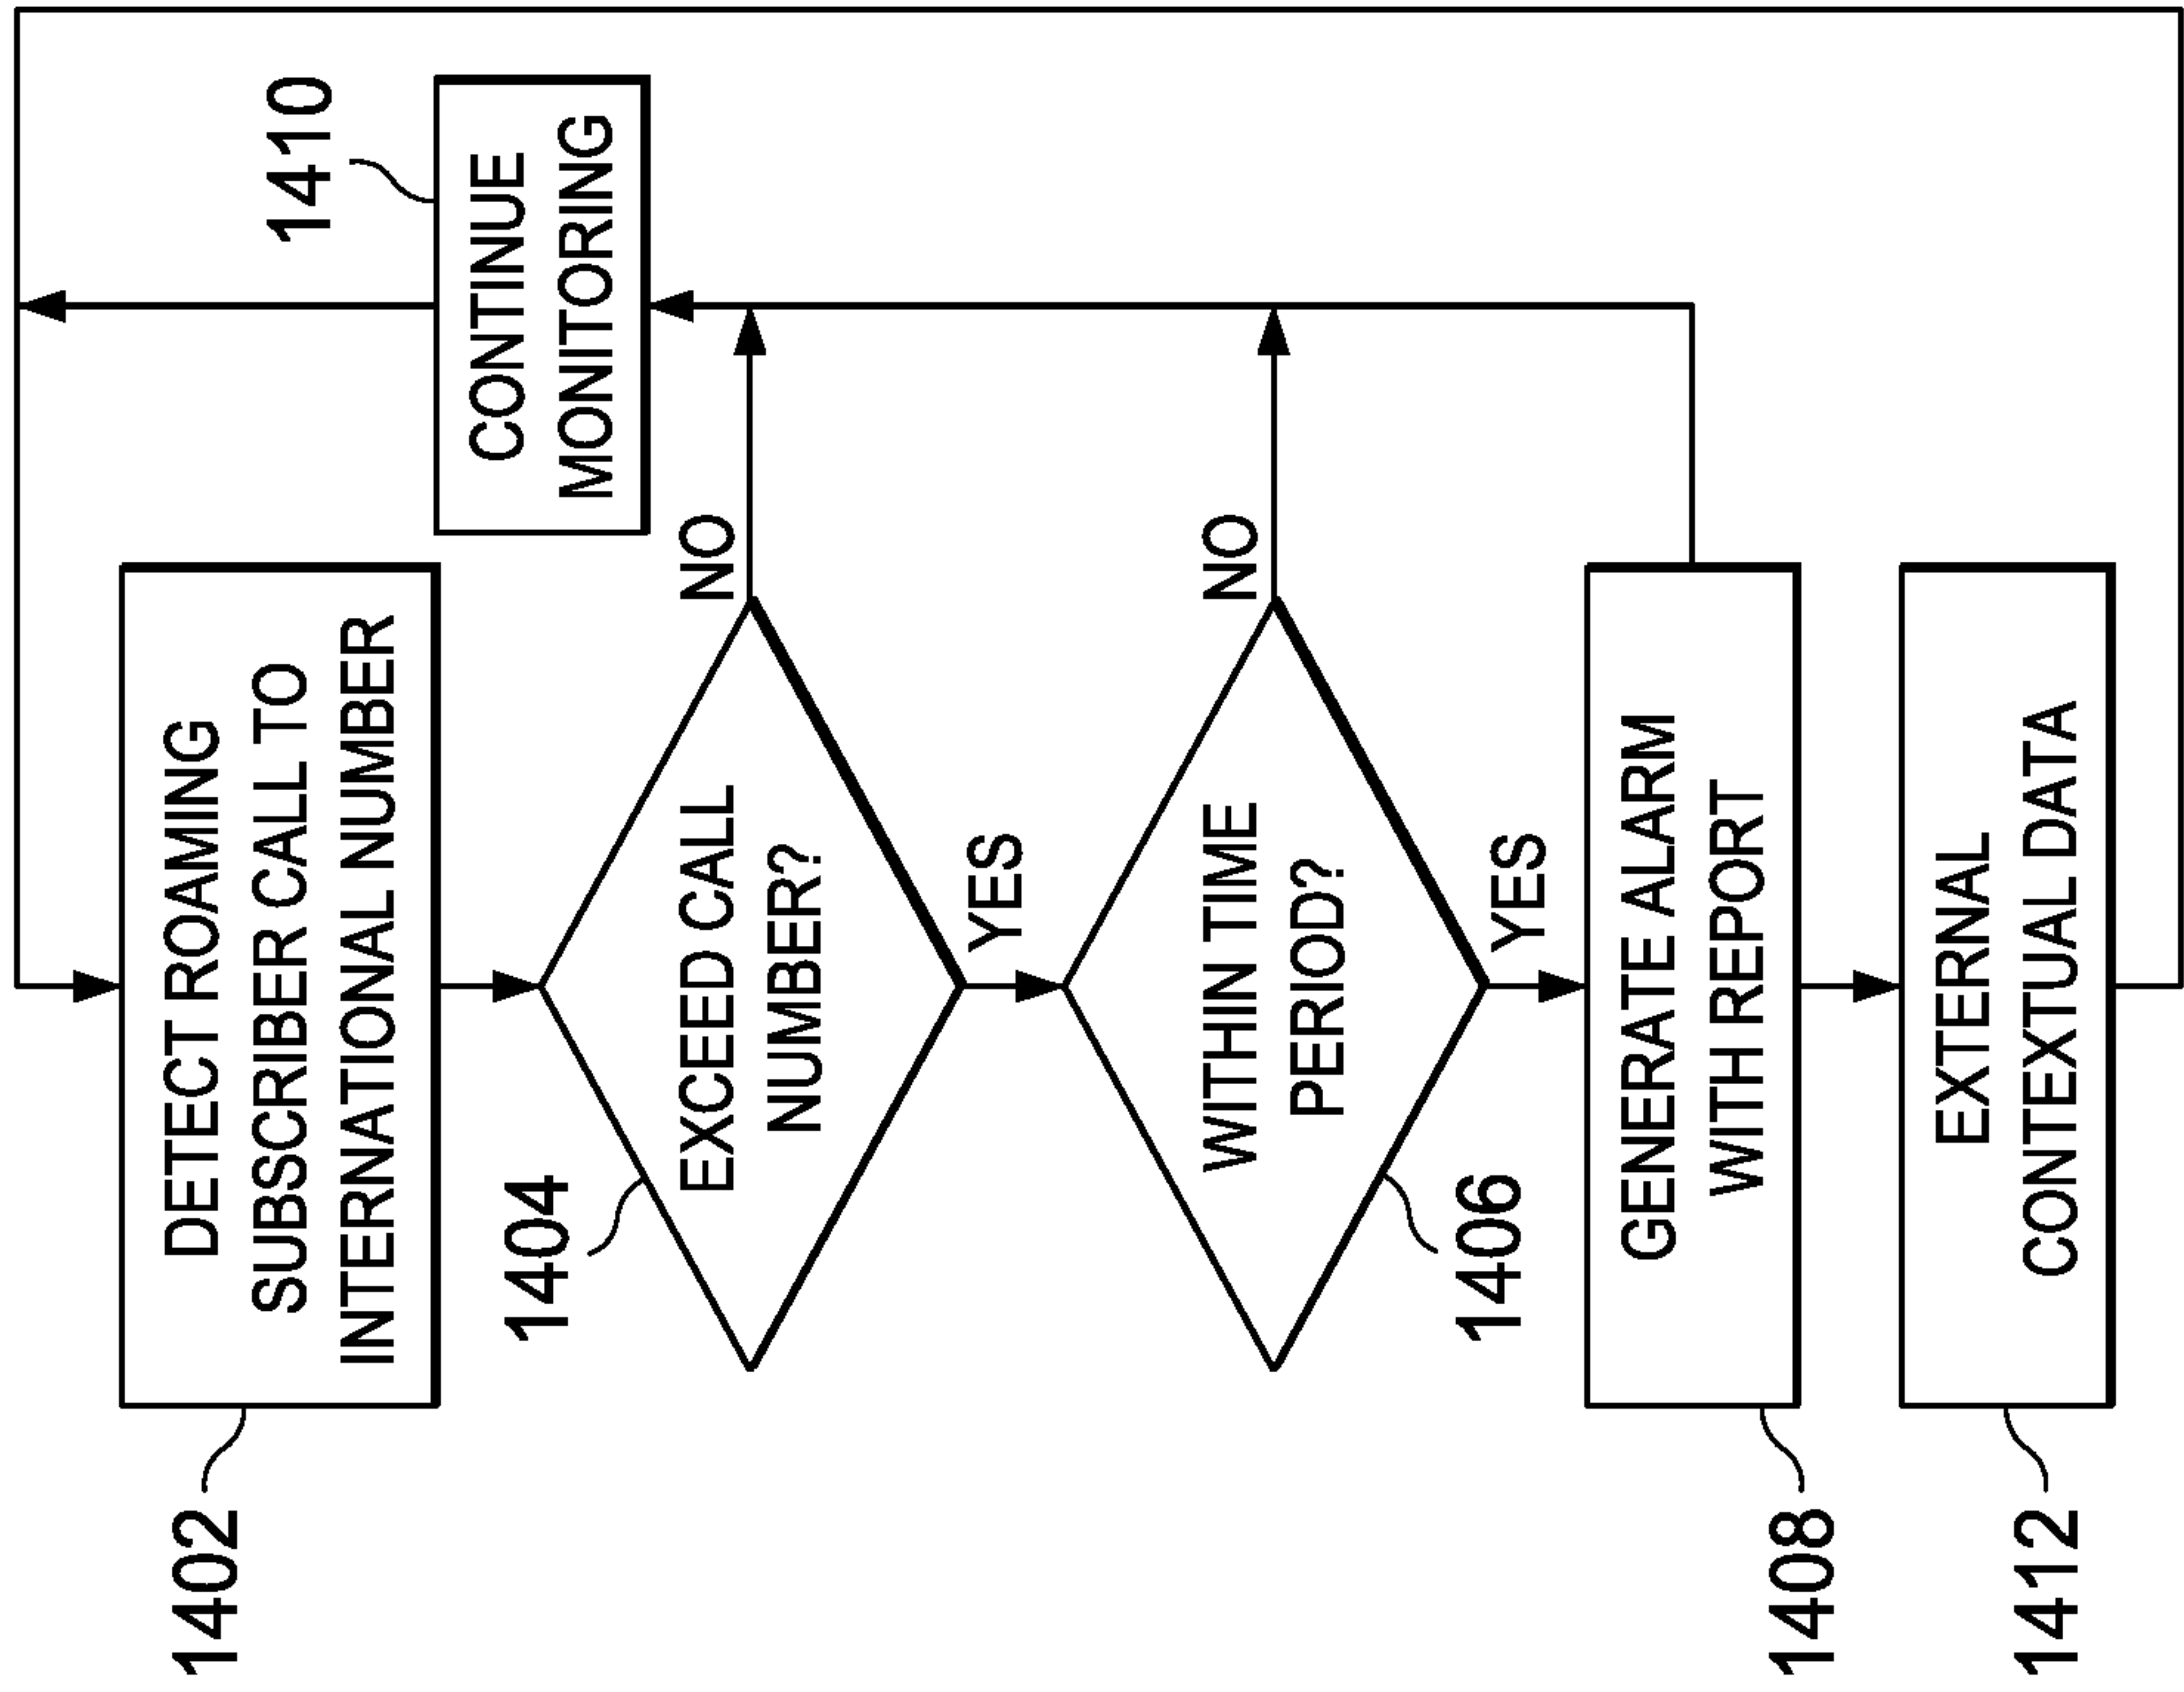 1402
DETECT ROAMING
SUBSCRIBER CALL TO
INTERNATIONAL NUMBER
1404
EXCEED CALL
NUMBER?
NO
1410
CONTINUE
MONITORING
YES
WITHIN TIME
PERIOD?
NO
1406
YES
1408
GENERATE ALARM
WITH REPORT
1412
EXTERNAL
CONTEXTUAL DATA